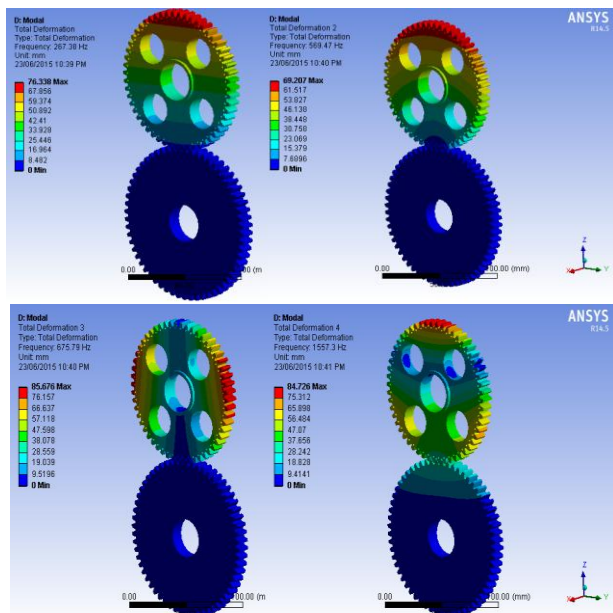 D: Modal
Total Deformation
Type: Total Deformation
Frequency: 267.38 Hz
Unit: mm
23/06/2015 10:39 PM
76.338 Max
67.856
59.374
50.892
42.41
33.928
25.446
16.964
8.482
0 Min
0.00
00.00 (m
D: Modal
Total Deformation 2
Type: Total Deformation
Frequency: 569.47 Hz
Unit: mm
23/06/2015 10:40 PM
69.207 Max
61.517
53.827
46.138
38.448
30.758
23.069
15.379
7.6896
0 Min
ANSYS
R14.5
0.00
00.00 (mm)
Z
X
Y
D: Modal
Total Deformation 3
Type: Total Deformation
Frequency: 675.79 Hz
Unit: mm
23/06/2015 10:40 PM
85.676 Max
76.157
66.637
57.118
47.598
38.078
28.559
19.039
9.5196
0 Min
0.00
00.00 (m
D: Modal
Total Deformation 4
Type: Total Deformation
Frequency: 1557.3 Hz
Unit: mm
23/06/2015 10:41 PM
84.726 Max
75.312
65.898
56.484
47.07
37.656
28.242
18.828
9.4141
0 Min
ANSYS
R14.5
0.00
00.00 (mm)
Z
X
Y